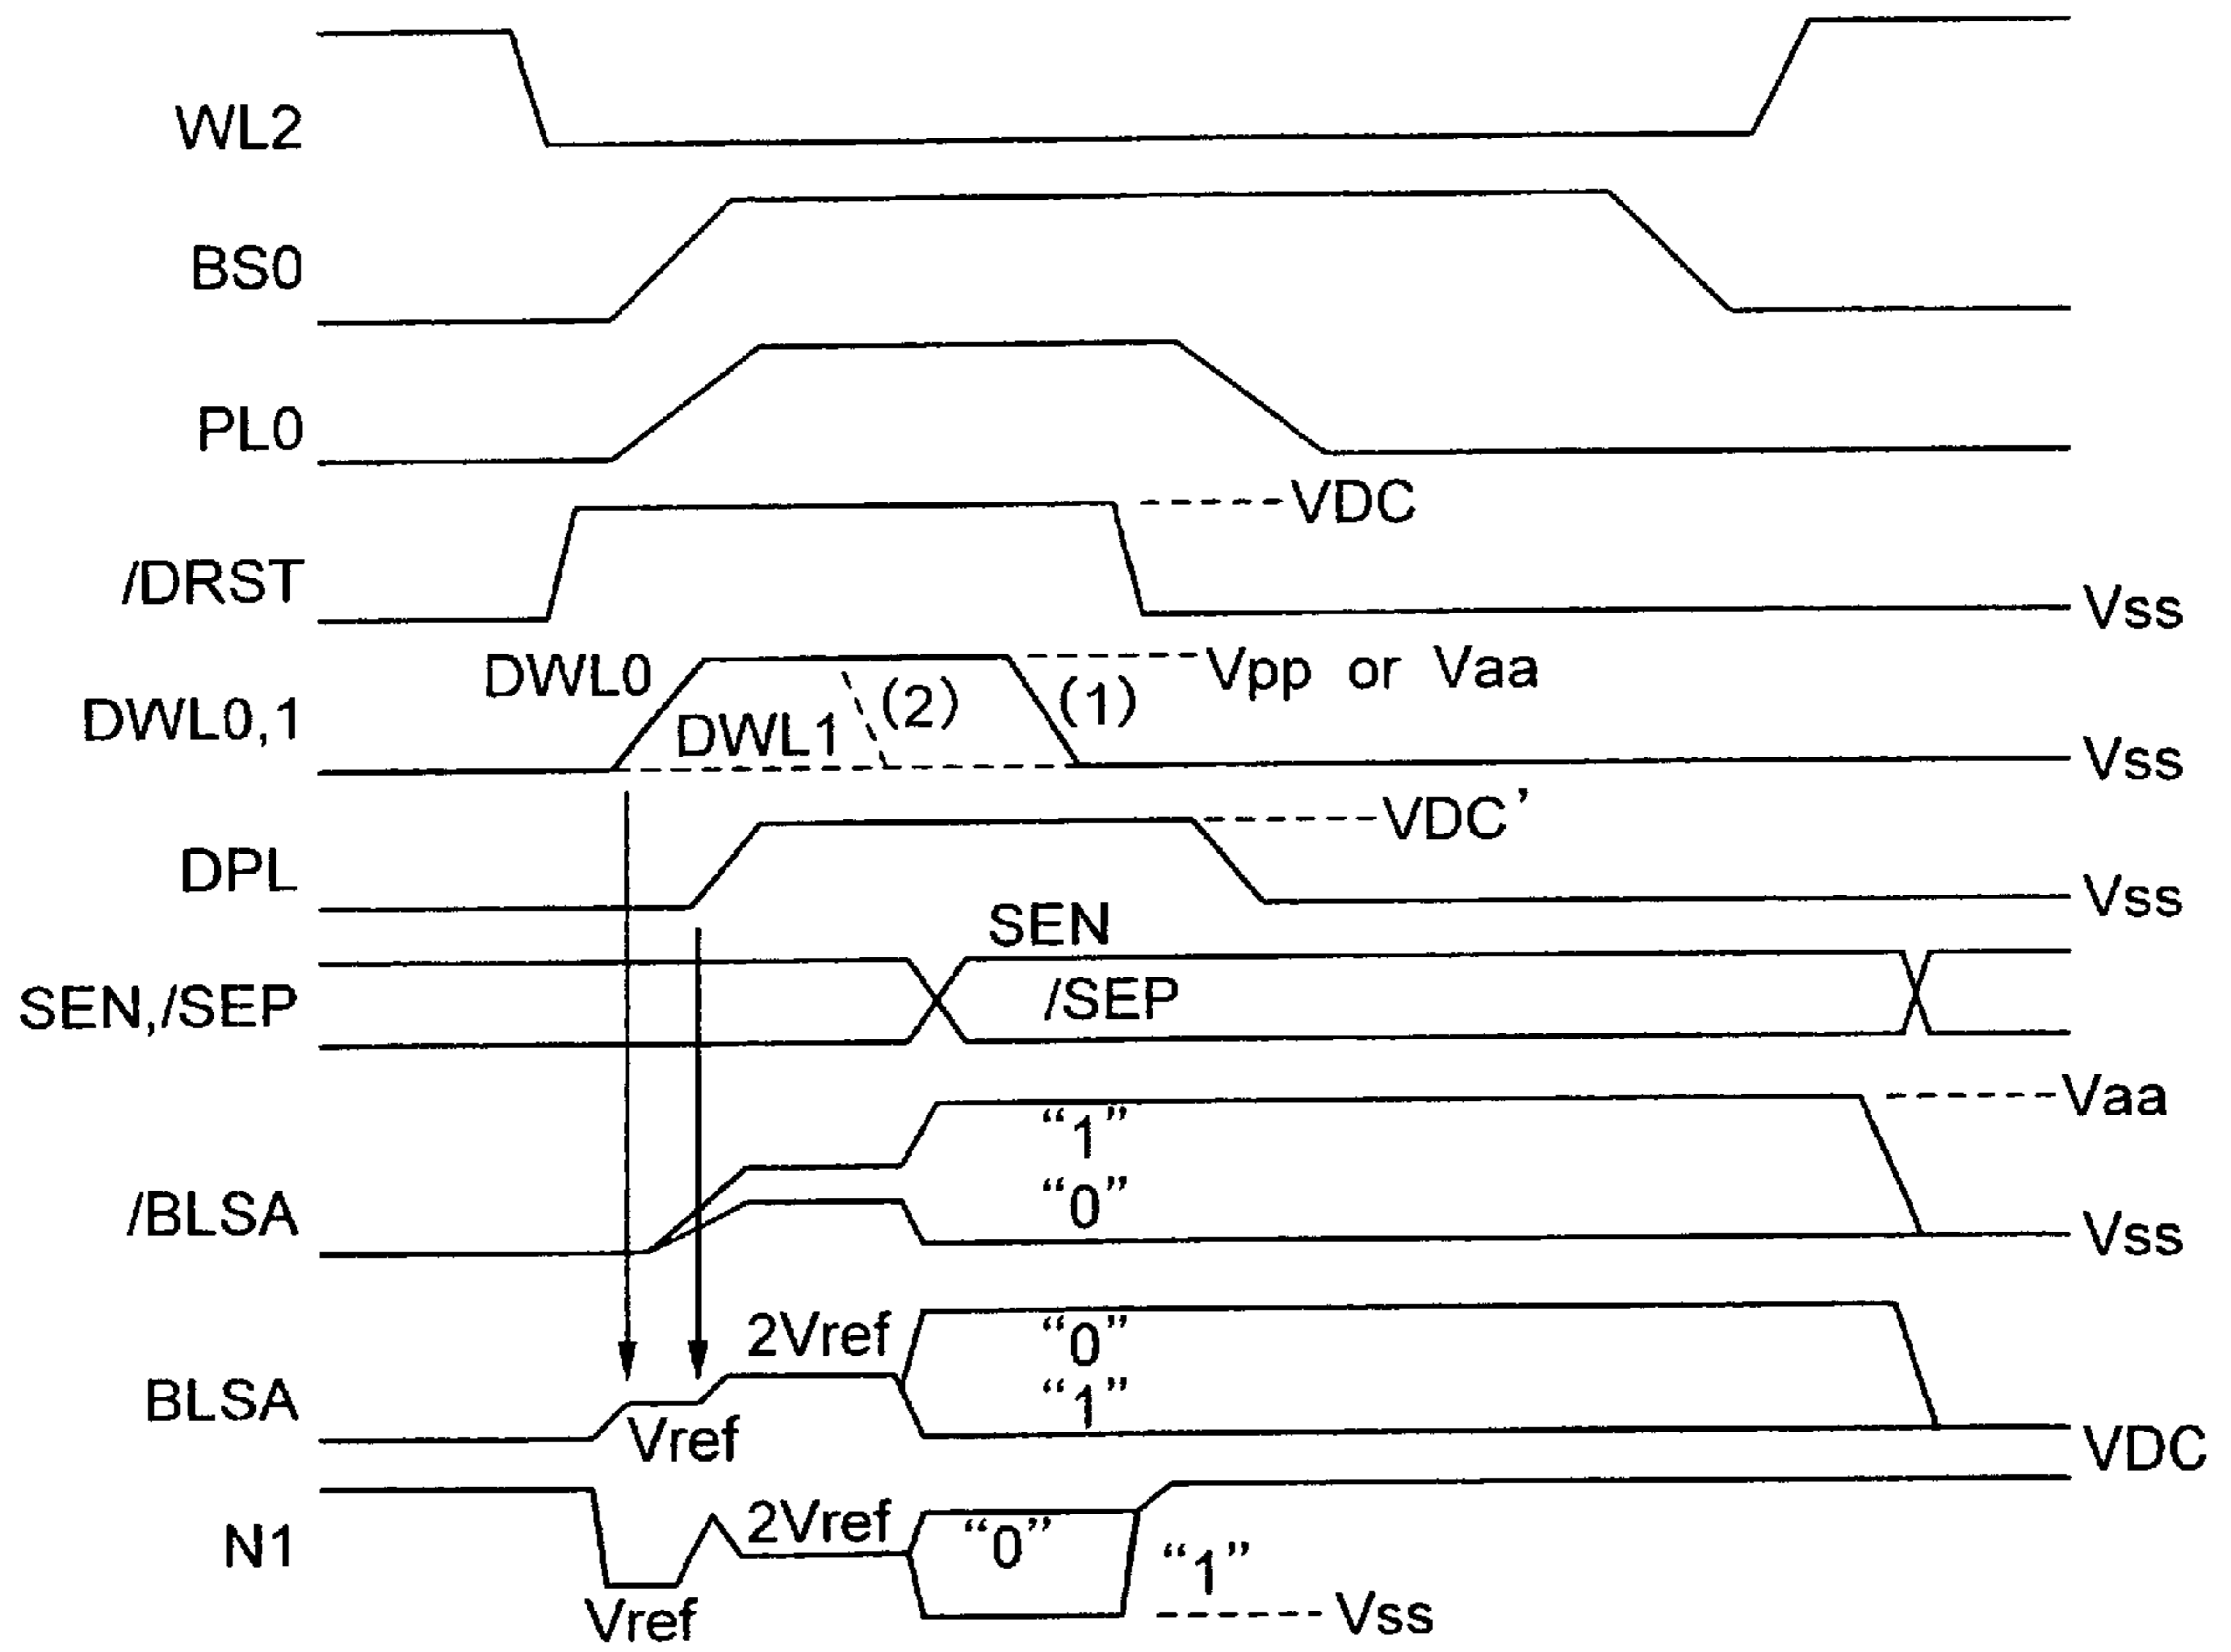 WL2
BS0
PL0
VDC
/DRST
Vss
DWL0
Vpp or Vaa
(2)
(1)
DWL0,1
DWL1
Vss
VDC’
DPL
Vss
SEN
SEN,/SEP
/SEP
Vaa
“1”
/BLSA
“0”
Vss
2Vref
“0”
BLSA
“1”
Vref
VDC
2Vref
N1
“0”
“1”
Vref
Vss